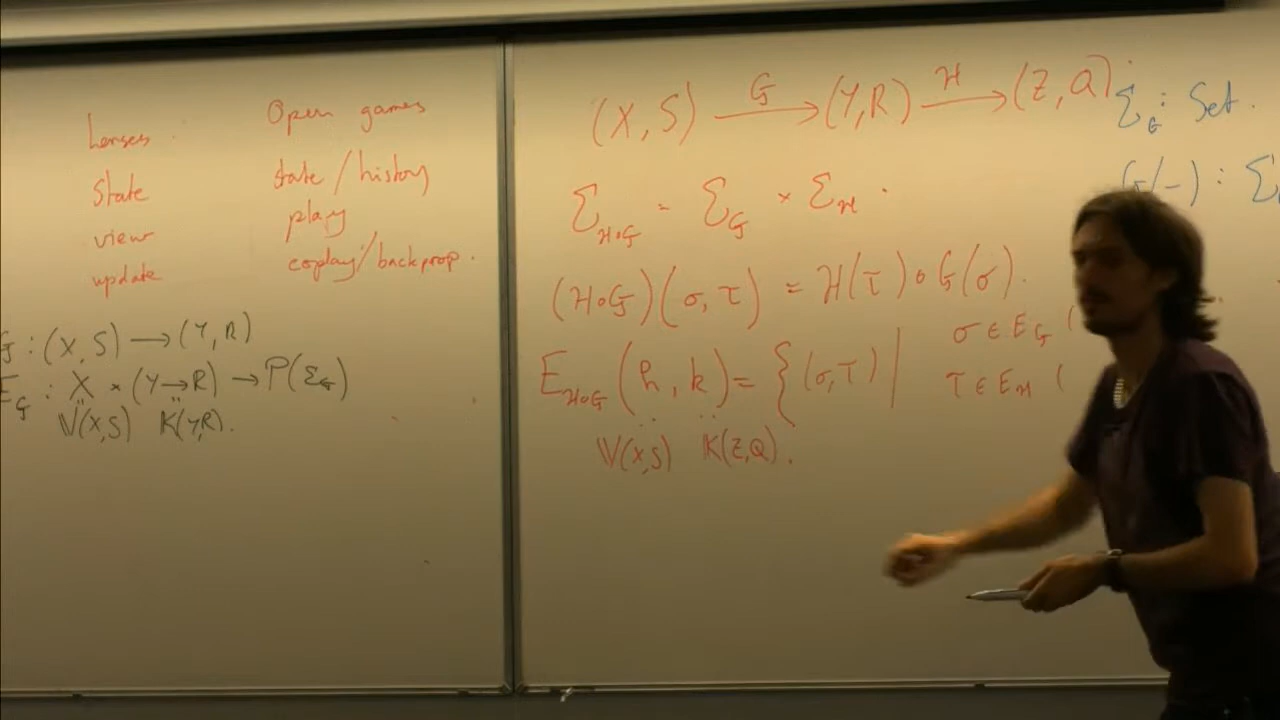 Lenses Open games
State state/history
view play
update coplay/backprop.
G : (X, S) → (Y, R)
E_G : X × (Y → R) → P(Σ_G)
𝕍(X,S) 𝕂(Y,R).
(X, S) —G→ (Y, R) —H→ (Z, Q)
Σ_{H∘G} = Σ_G × Σ_H .
(H∘G)(σ, τ) = H(τ) ∘ G(σ).
E_{H∘G} (h, k) = { (σ, τ) | σ ∈ E_G (
τ ∈ E_H (
𝕍(X,S) 𝕂(Z,Q).
Σ_G : Set.
(G/−) : Σ